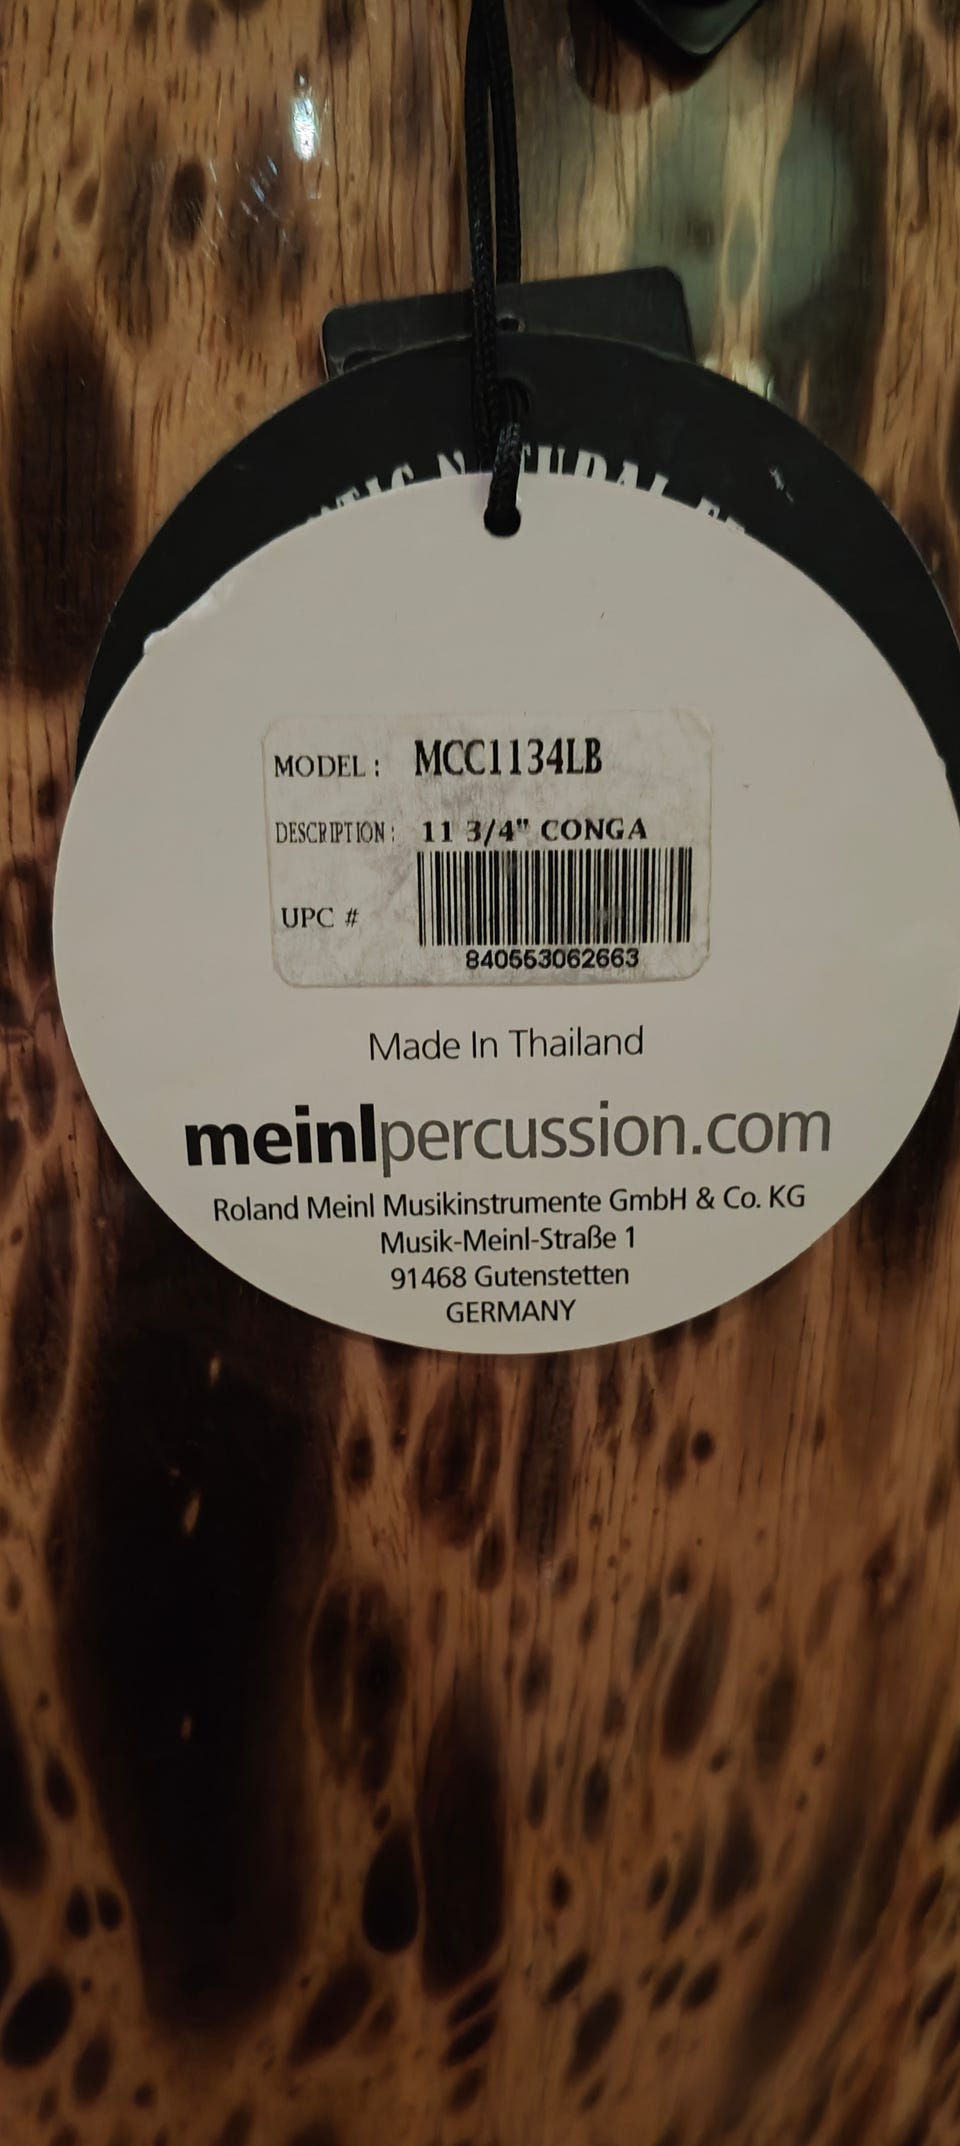 NATURAL
MODEL: MCC1134LB
DESCRIPTION: 11 3/4" CONGA
UPC #
840553062663
Made In Thailand
meinlpercussion.com
Roland Meinl Musikinstrumente GmbH & Co. KG
Musik-Meinl-Straße 1
91468 Gutenstetten
GERMANY